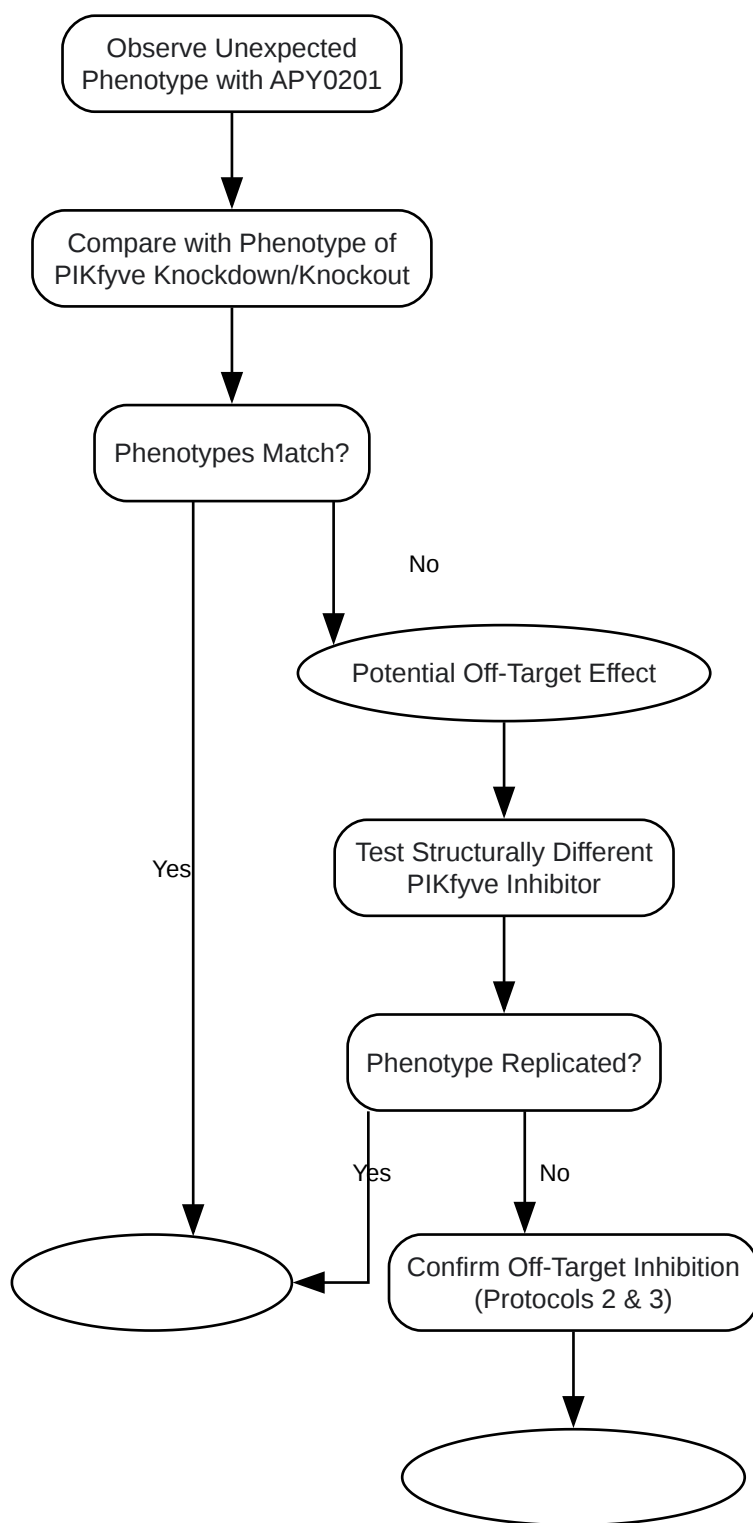 Observe Unexpected
Phenotype with APY0201
Compare with Phenotype of
PIKfyve Knockdown/Knockout
Phenotypes Match?
No
Potential Off-Target Effect
Yes
Test Structurally Different
PIKfyve Inhibitor
Phenotype Replicated?
Yes
No
Confirm Off-Target Inhibition
(Protocols 2 & 3)